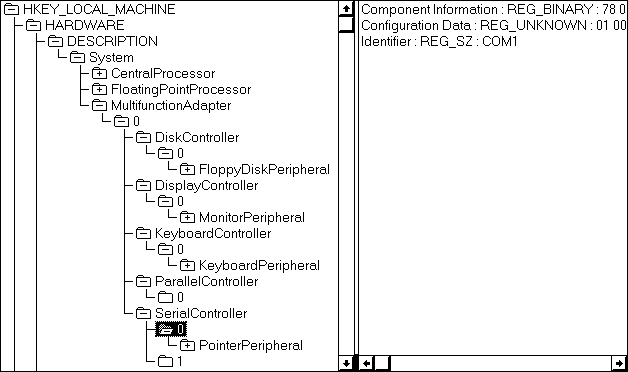 HKEY_LOCAL_MACHINE
HARDWARE
DESCRIPTION
System
CentralProcessor
FloatingPointProcessor
MultifunctionAdapter
0
DiskController
0
FloppyDiskPeripheral
DisplayController
0
MonitorPeripheral
KeyboardController
0
KeyboardPeripheral
ParallelController
0
SerialController
0
PointerPeripheral
1
Component Information : REG_BINARY : 78 0
Configuration Data : REG_UNKNOWN : 01 00
Identifier : REG_SZ : COM1